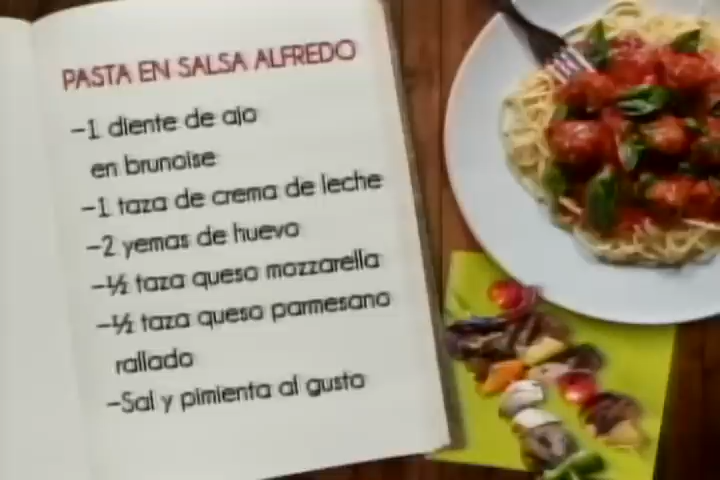 PASTA EN SALSA ALFREDO
-1 diente de ajo
en brunoise
-1 taza de crema de leche
-2 yemas de huevo
-½ taza queso mozzarella
-½ taza queso parmesano
rallado
-Sal y pimienta al gusto